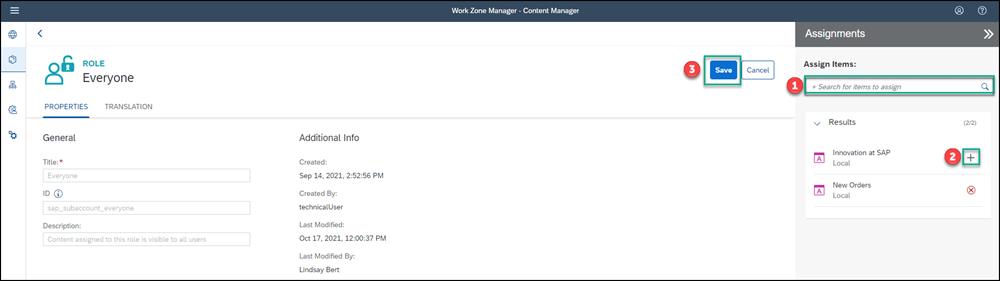 Work Zone Manager - Content Manager
ROLE
Everyone
3
Save
Cancel
PROPERTIES
TRANSLATION
General
Title:*
Everyone
ID
sap_subaccount_everyone
Description:
Content assigned to this role is visible to all users
Additional Info
Created:
Sep 14, 2021, 2:52:56 PM
Created By:
technicalUser
Last Modified:
Oct 17, 2021, 12:00:37 PM
Last Modified By:
Lindsay Bert
Assignments
Assign Items:
1
+ Search for items to assign
Results
(2/2)
Innovation at SAP
Local
2
New Orders
Local